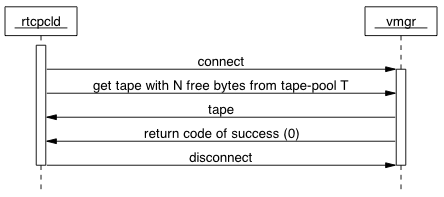 rtcpcld
vmgr
connect
get tape with N free bytes from tape-pool T
tape
return code of success (0)
disconnect